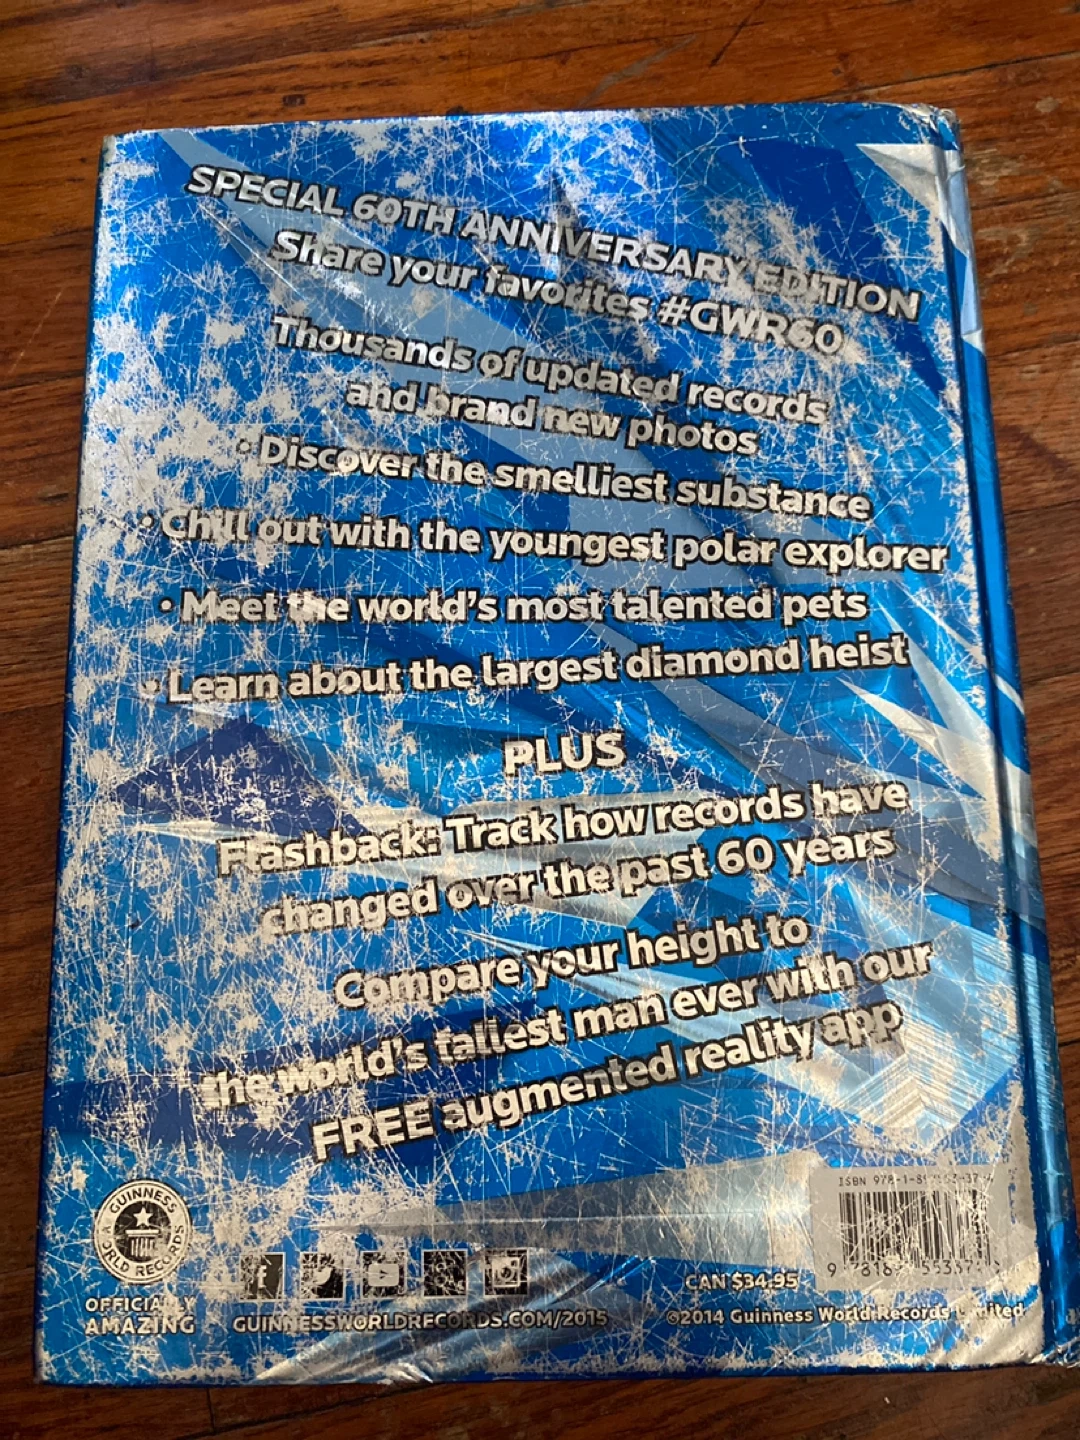 SPECIAL 60TH ANNIVERSARY EDITION
Share your favorites #GWR60
Thousands of updated records
and brand new photos
• Discover the smelliest substance
• Chill out with the youngest polar explorer
• Meet the world's most talented pets
• Learn about the largest diamond heist
PLUS
Flashback: Track how records have
changed over the past 60 years
Compare your height to
the world's tallest man ever with our
FREE augmented reality app
GUINNESS
WORLD RECORDS
OFFICIALLY
AMAZING
GUINNESSWORLDRECORDS.COM/2015
ISBN
CAN $34.95
©2014 Guinness World Records Limited